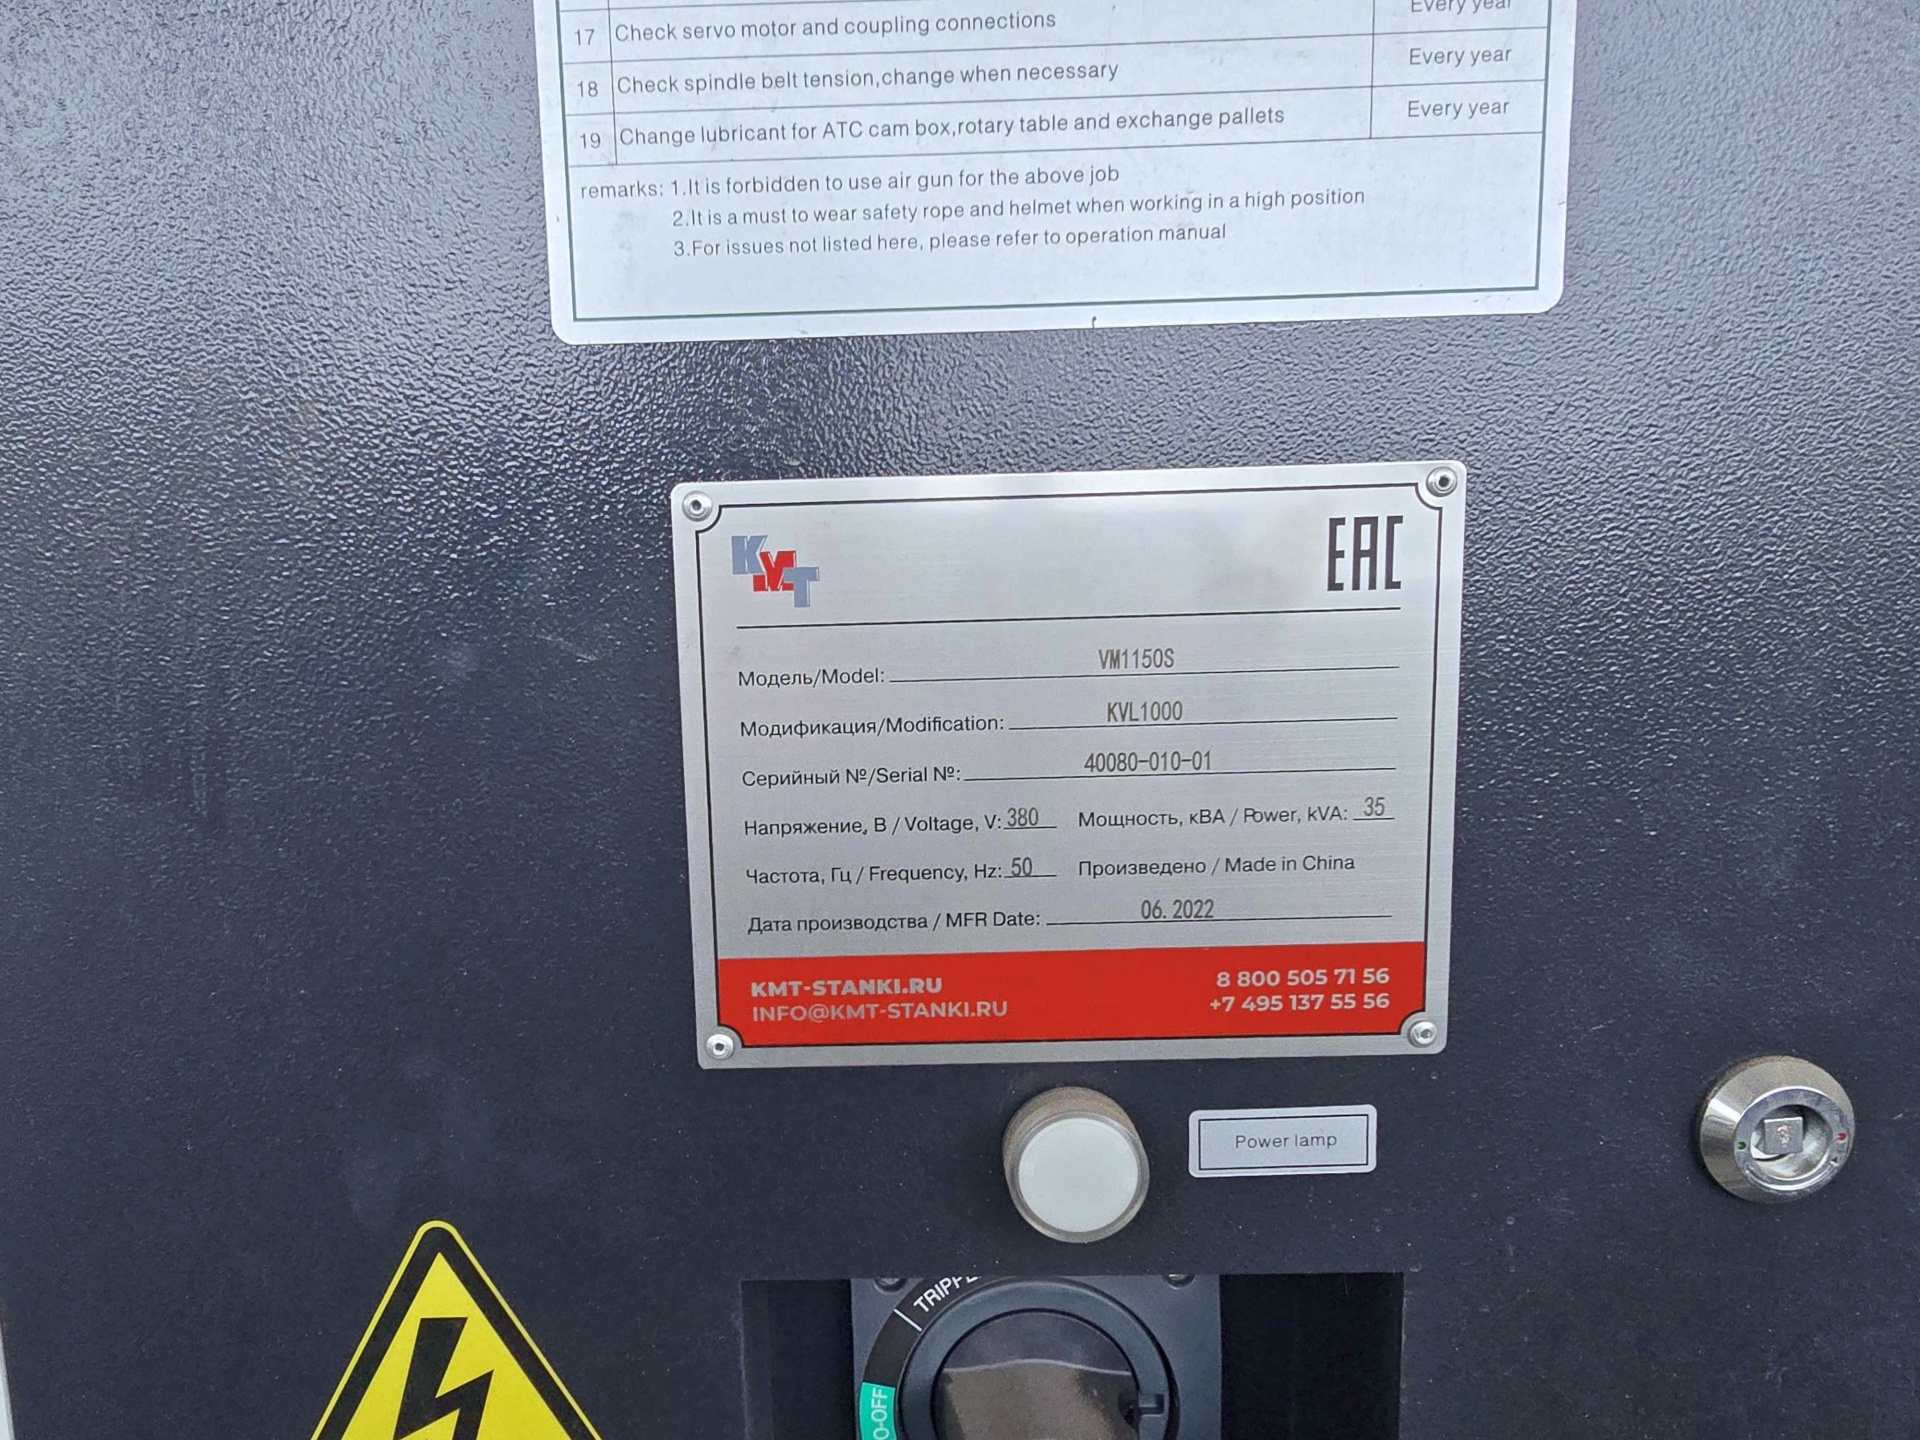 Every year
17 Check servo motor and coupling connections
18 Check spindle belt tension,change when necessary Every year
19 Change lubricant for ATC cam box,rotary table and exchange pallets Every year
remarks: 1.It is forbidden to use air gun for the above job
2.It is a must to wear safety rope and helmet when working in a high position
3.For issues not listed here, please refer to operation manual
KMT
EAC
Модель/Model: VM1150S
Модификация/Modification: KVL1000
Серийный №/Serial №: 40080-010-01
Напряжение, В / Voltage, V: 380 Мощность, кВА / Power, kVA: 35
Частота, Гц / Frequency, Hz: 50 Произведено / Made in China
Дата производства / MFR Date: 06.2022
KMT-STANKI.RU 8 800 505 71 56
INFO@KMT-STANKI.RU +7 495 137 55 56
Power lamp
O-OFF